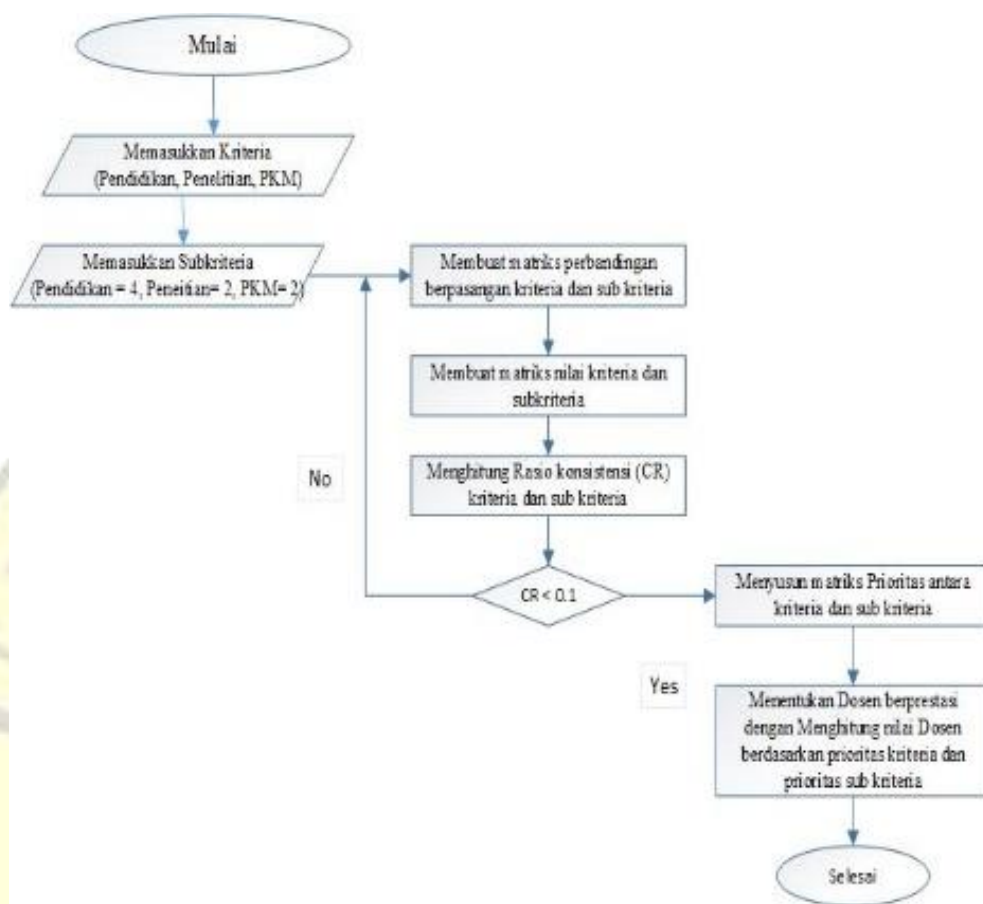 Mulai
Memasukkan Kriteria
(Pendidikan, Penelitian, PKM)
Memasukkan Subkriteria
(Pendidikan = 4, Peneitian= 2, PKM= 2)
Membuat matriks perbandingan
berpasangan kriteria dan sub kriteria
Membuat matriks nilai kriteria dan
subkriteria
Menghitung Rasio konsistensi (CR)
kriteria dan sub kriteria
No
CR < 0.1
Menyusun matriks Prioritas antara
kriteria dan sub kriteria
Yes
Menentukan Dosen berprestasi
dengan Menghitung nilai Dosen
berdasarkan prioritas kriteria dan
prioritas sub kriteria
Selesai